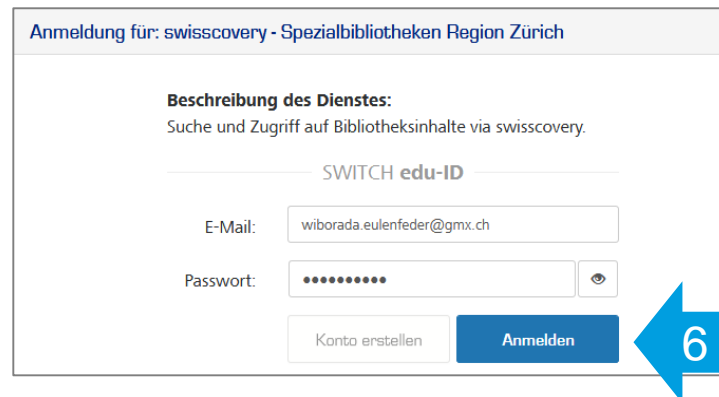 Anmeldung für: swisscovery - Spezialbibliotheken Region Zürich
Beschreibung des Dienstes:
Suche und Zugriff auf Bibliotheksinhalte via swisscovery.
SWITCH edu-ID
E-Mail: wiborada.eulenfeder@gmx.ch
Passwort: ••••••••••
Konto erstellen Anmelden 6